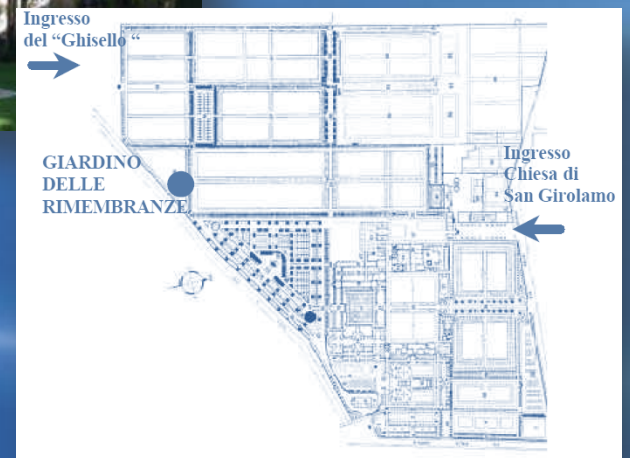 Ingresso
del “Ghisello “
GIARDINO
DELLE
RIMEMBRANZE
Ingresso
Chiesa di
San Girolamo